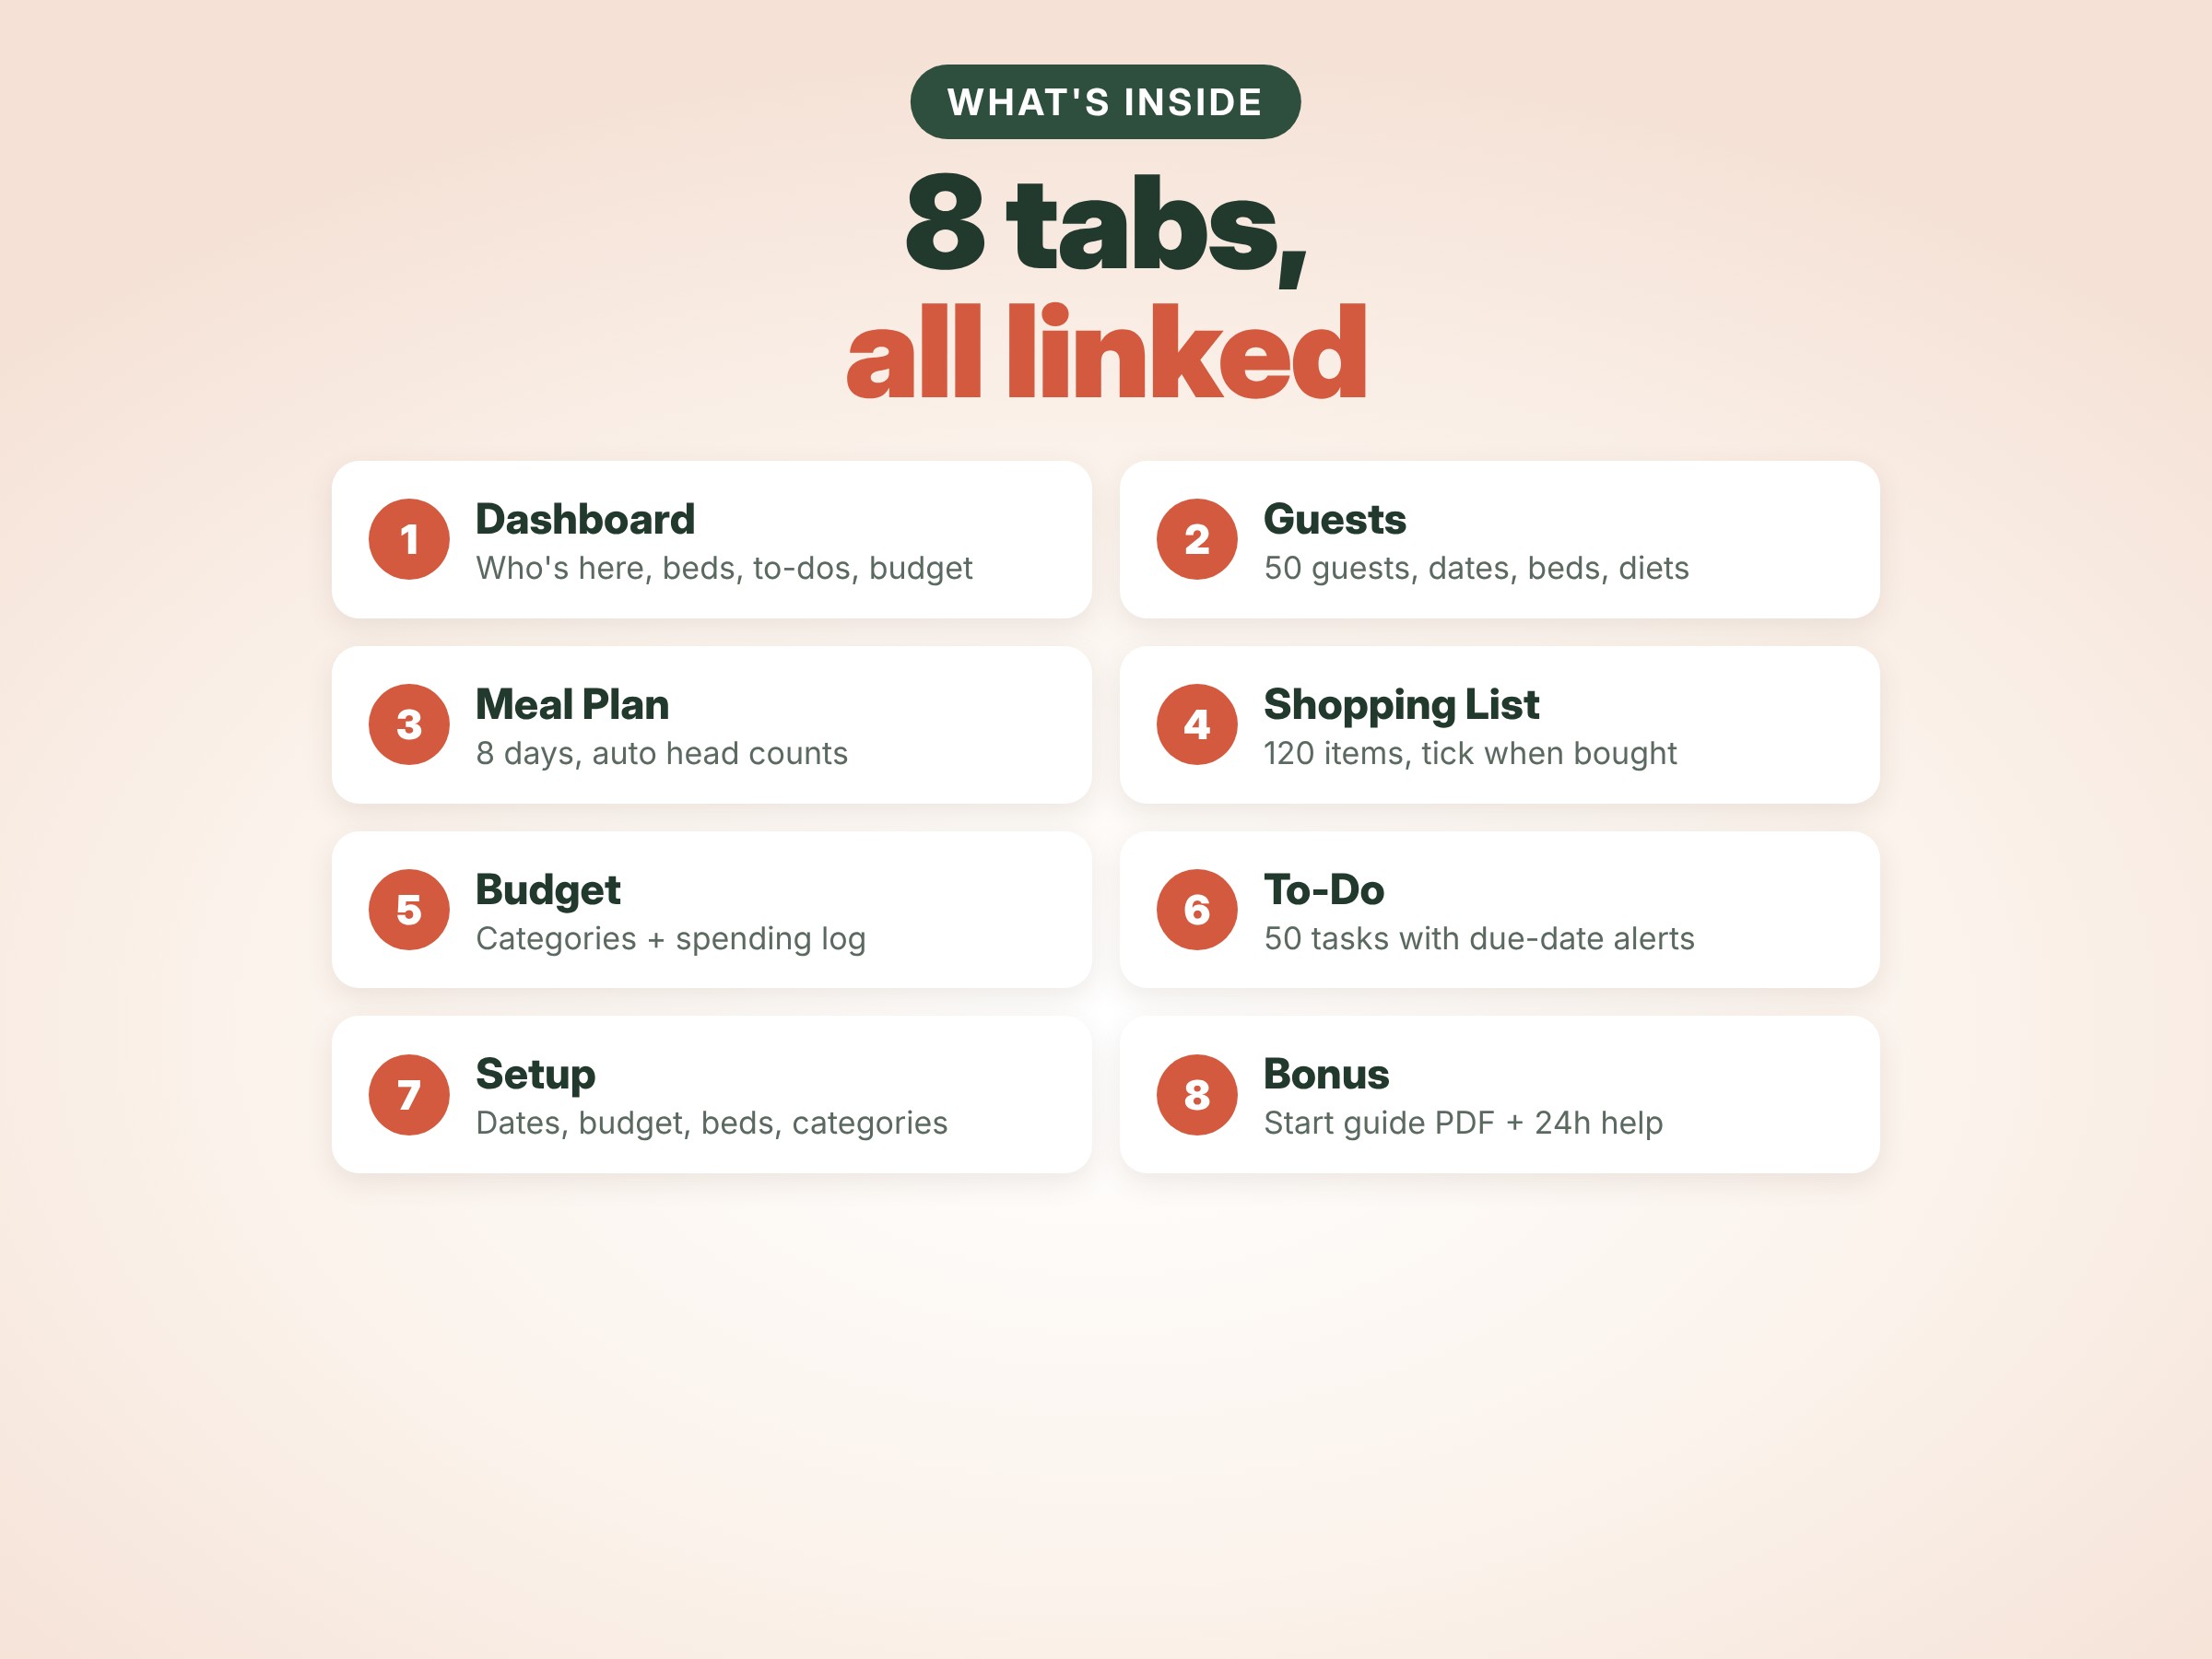 WHAT'S INSIDE
8 tabs,
all linked
1
Dashboard
Who's here, beds, to-dos, budget
2
Guests
50 guests, dates, beds, diets
3
Meal Plan
8 days, auto head counts
4
Shopping List
120 items, tick when bought
5
Budget
Categories + spending log
6
To-Do
50 tasks with due-date alerts
7
Setup
Dates, budget, beds, categories
8
Bonus
Start guide PDF + 24h help